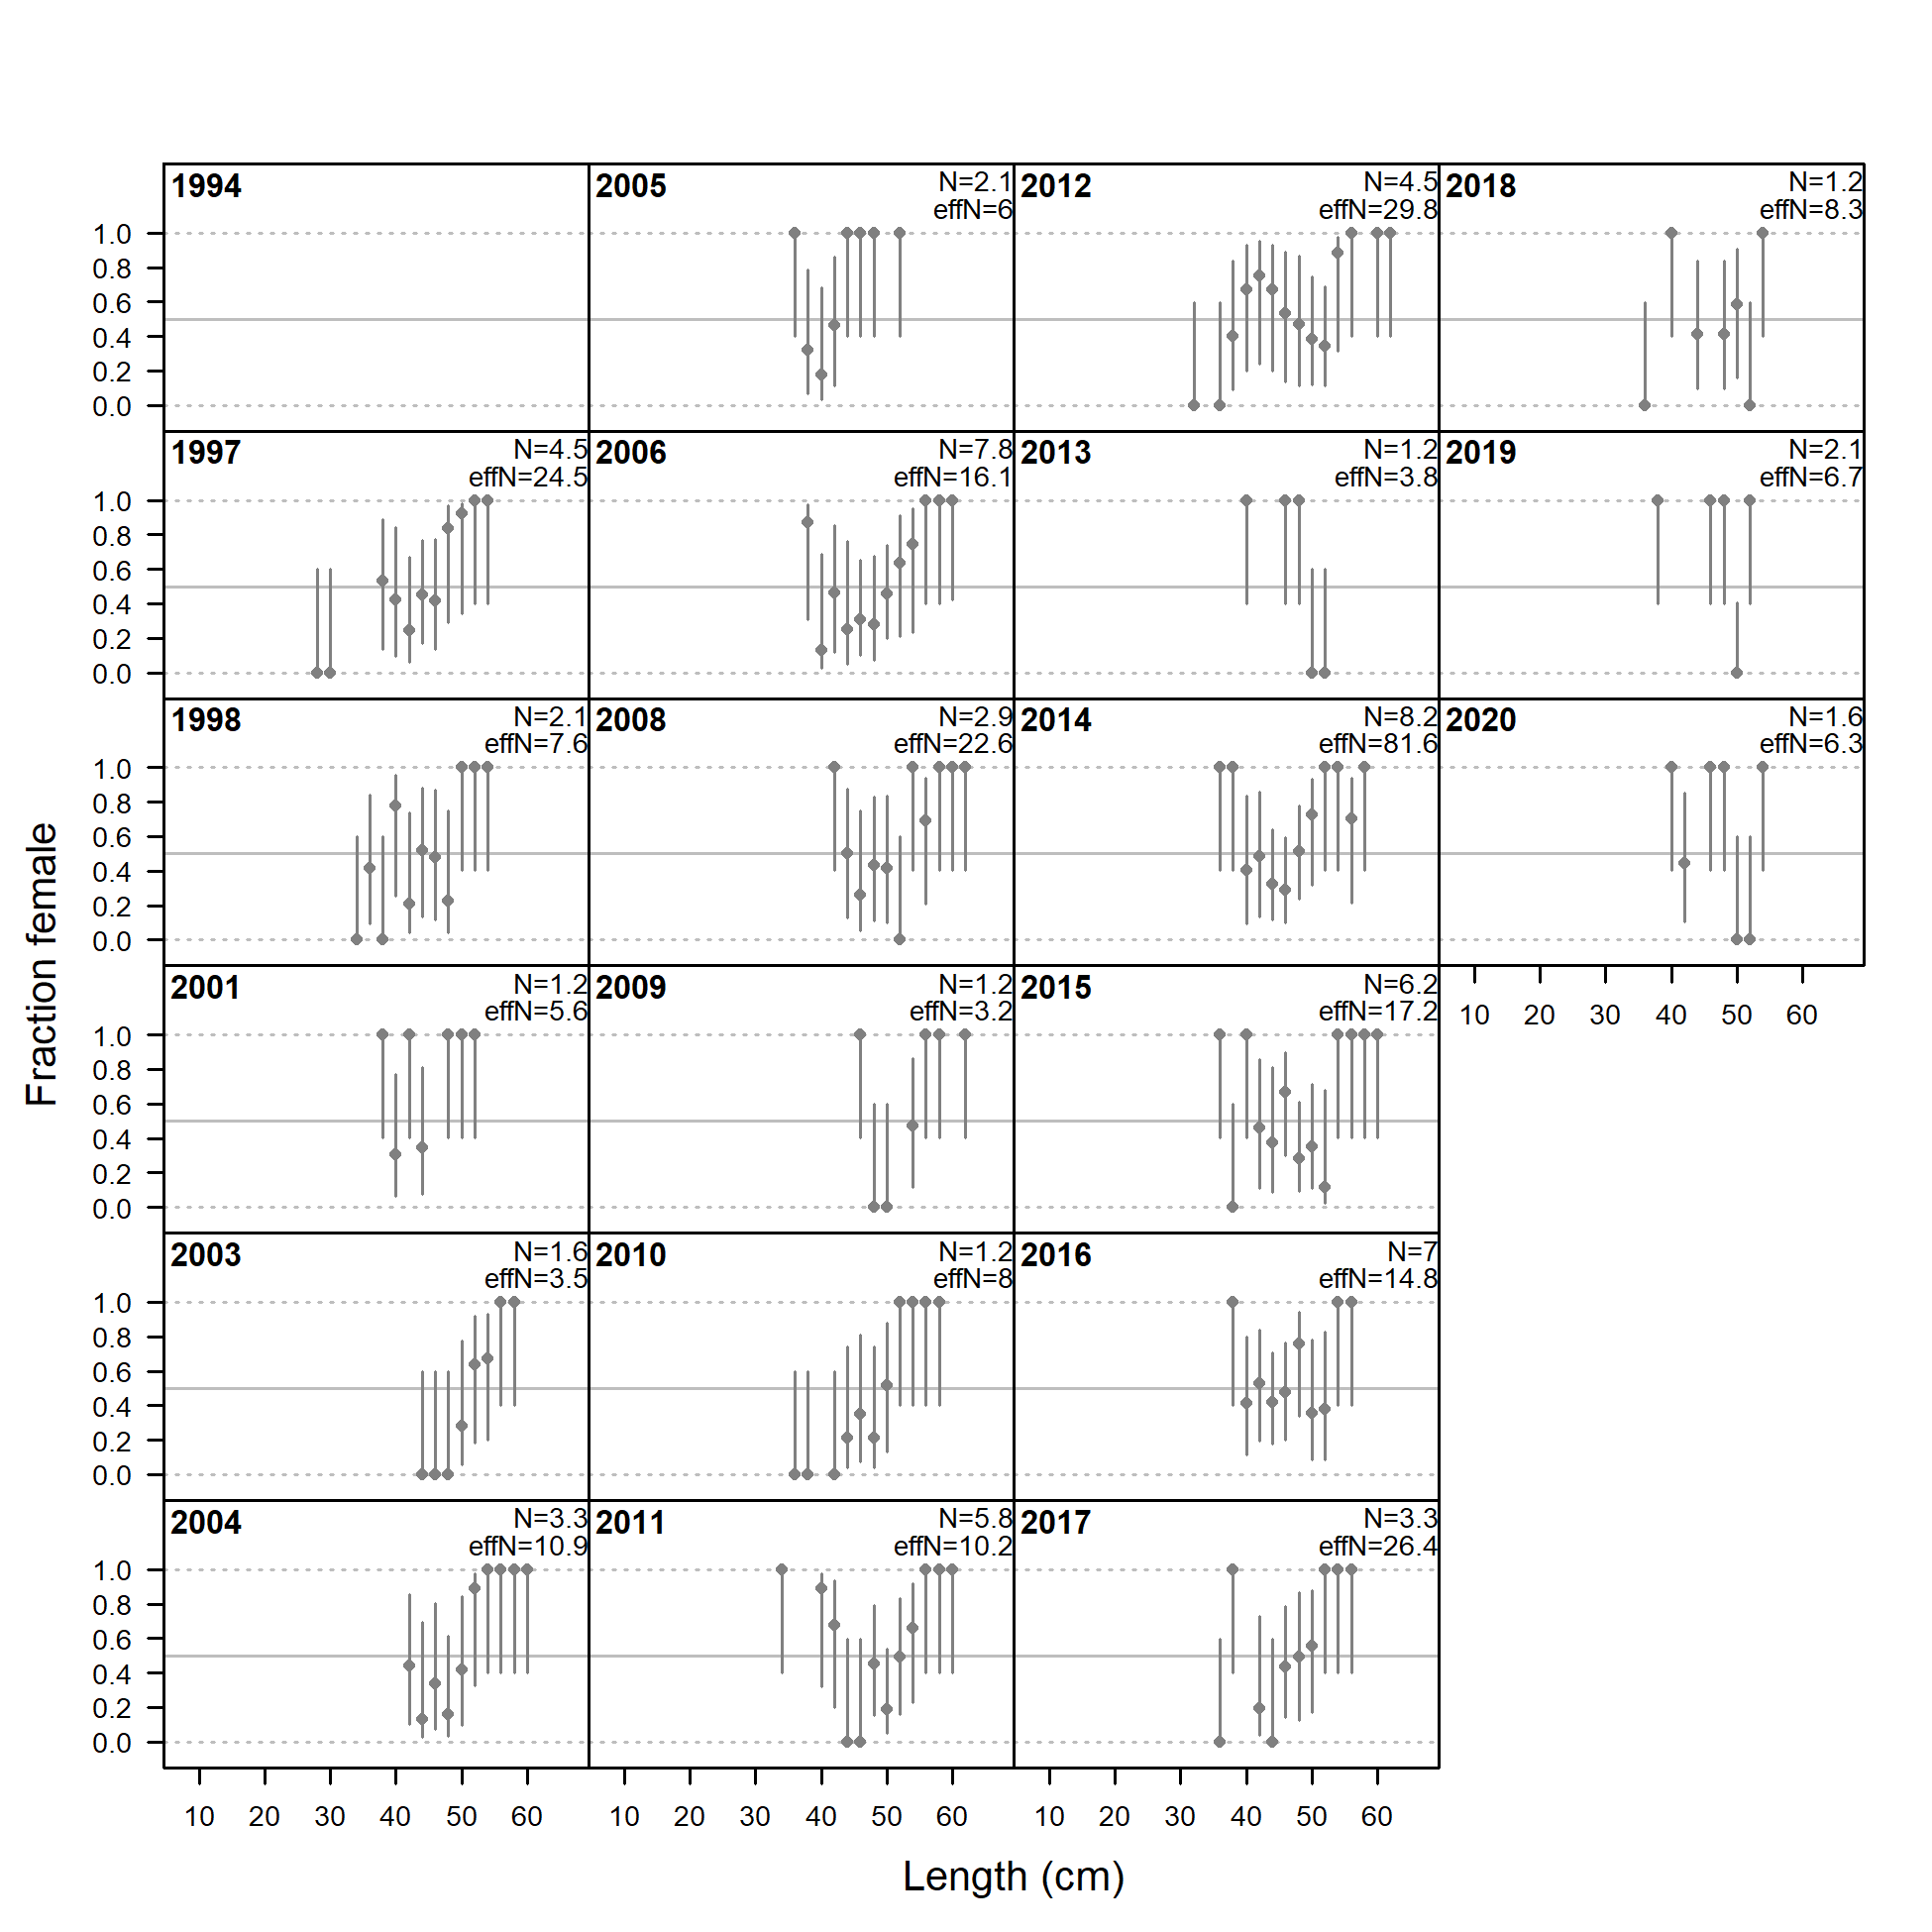 1994
2005
N=2.1
effN=6
2012
N=4.5
effN=29.8
2018
N=1.2
effN=8.3
1.0
0.8
0.6
0.4
0.2
0.0
1997
N=4.5
effN=24.5
2006
N=7.8
effN=16.1
2013
N=1.2
effN=3.8
2019
N=2.1
effN=6.7
1.0
0.8
0.6
0.4
0.2
0.0
1998
N=2.1
effN=7.6
2008
N=2.9
effN=22.6
2014
N=8.2
effN=81.6
2020
N=1.6
effN=6.3
1.0
0.8
0.6
0.4
0.2
0.0
Fraction female
2001
N=1.2
effN=5.6
2009
N=1.2
effN=3.2
2015
N=6.2
effN=17.2
10 20 30 40 50 60
1.0
0.8
0.6
0.4
0.2
0.0
2003
N=1.6
effN=3.5
2010
N=1.2
effN=8
2016
N=7
effN=14.8
1.0
0.8
0.6
0.4
0.2
0.0
2004
N=3.3
effN=10.9
2011
N=5.8
effN=10.2
2017
N=3.3
effN=26.4
1.0
0.8
0.6
0.4
0.2
0.0
10 20 30 40 50 60
10 20 30 40 50 60
10 20 30 40 50 60
Length (cm)